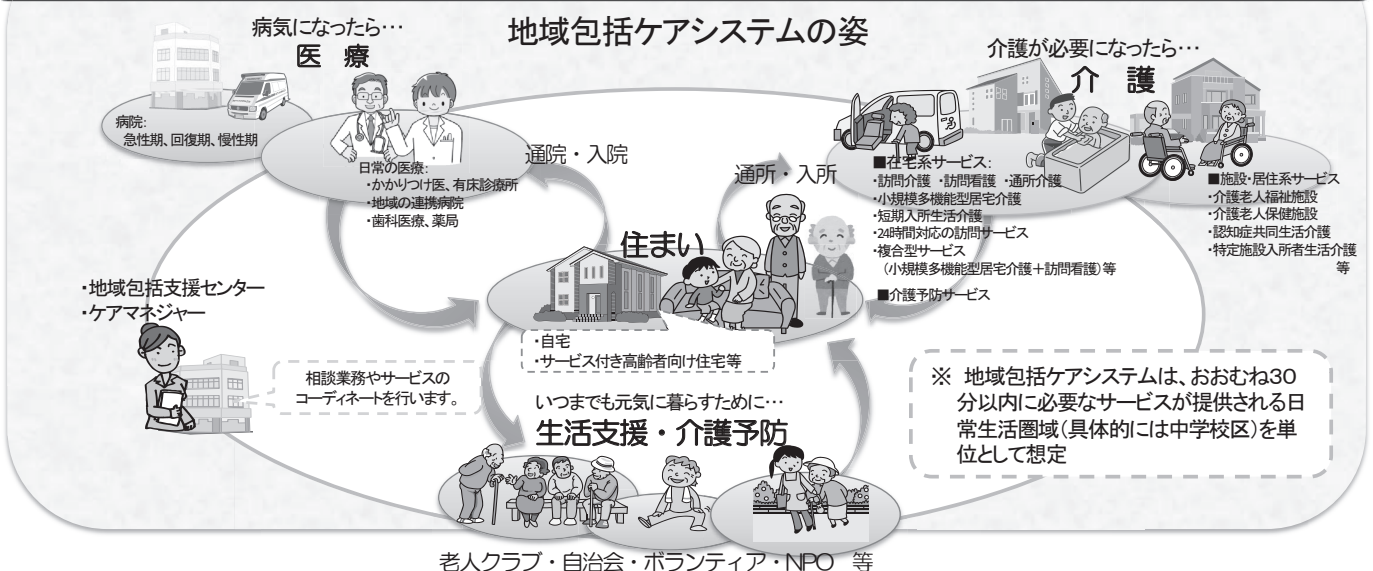 地域包括ケアシステムの姿
病気になったら…
医 療
病院:
急性期、回復期、慢性期
日常の医療:
・かかりつけ医、有床診療所
・地域の連携病院
・歯科医療、薬局
通院・入院
通所・入所
介護が必要になったら…
介 護
■在宅系サービス:
・訪問介護 ・訪問看護 ・通所介護
・小規模多機能型居宅介護
・短期入所生活介護
・24時間対応の訪問サービス
・複合型サービス
(小規模多機能型居宅介護+訪問看護)等
■介護予防サービス
■施設・居住系サービス
・介護老人福祉施設
・介護老人保健施設
・認知症共同生活介護
・特定施設入所者生活介護
等
住まい
・自宅
・サービス付き高齢者向け住宅等
・地域包括支援センター
・ケアマネジャー
相談業務やサービスの
コーディネートを行います。
いつまでも元気に暮らすために…
生活支援・介護予防
老人クラブ・自治会・ボランティア・NPO 等
※ 地域包括ケアシステムは、おおむね30
分以内に必要なサービスが提供される日
常生活圏域(具体的には中学校区)を単
位として想定